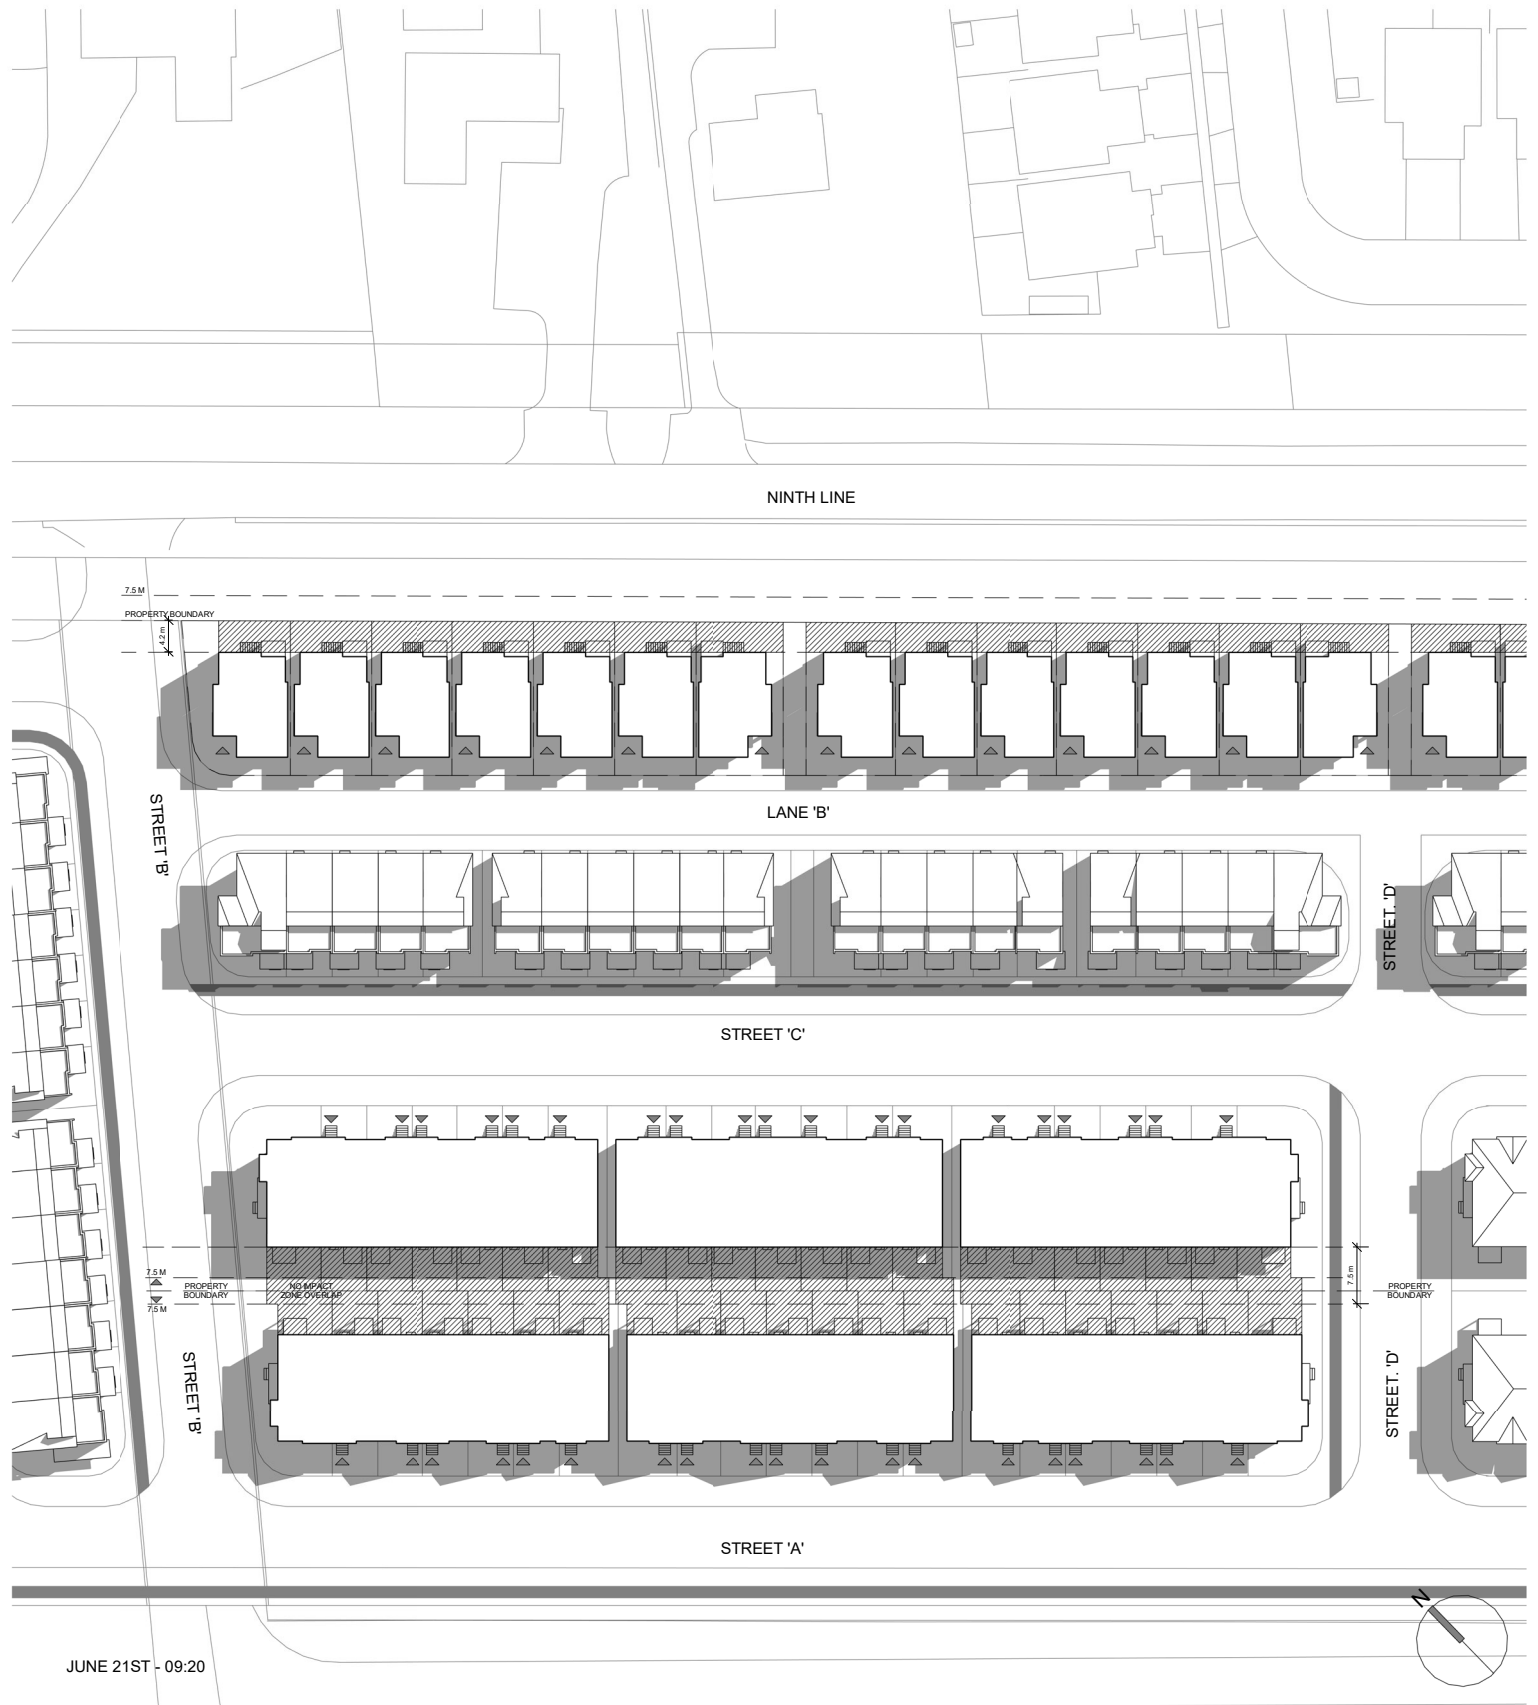 NINTH LINE
7.5 M
PROPERTY BOUNDARY
4.2 m
STREET 'B'
LANE 'B'
STREET. 'D'
STREET 'C'
7.5 M
PROPERTY
BOUNDARY
NO IMPACT
ZONE OVERLAP
7.5 M
7.5 m
PROPERTY
BOUNDARY
STREET 'B'
STREET. 'D'
STREET 'A'
N
JUNE 21ST - 09:20